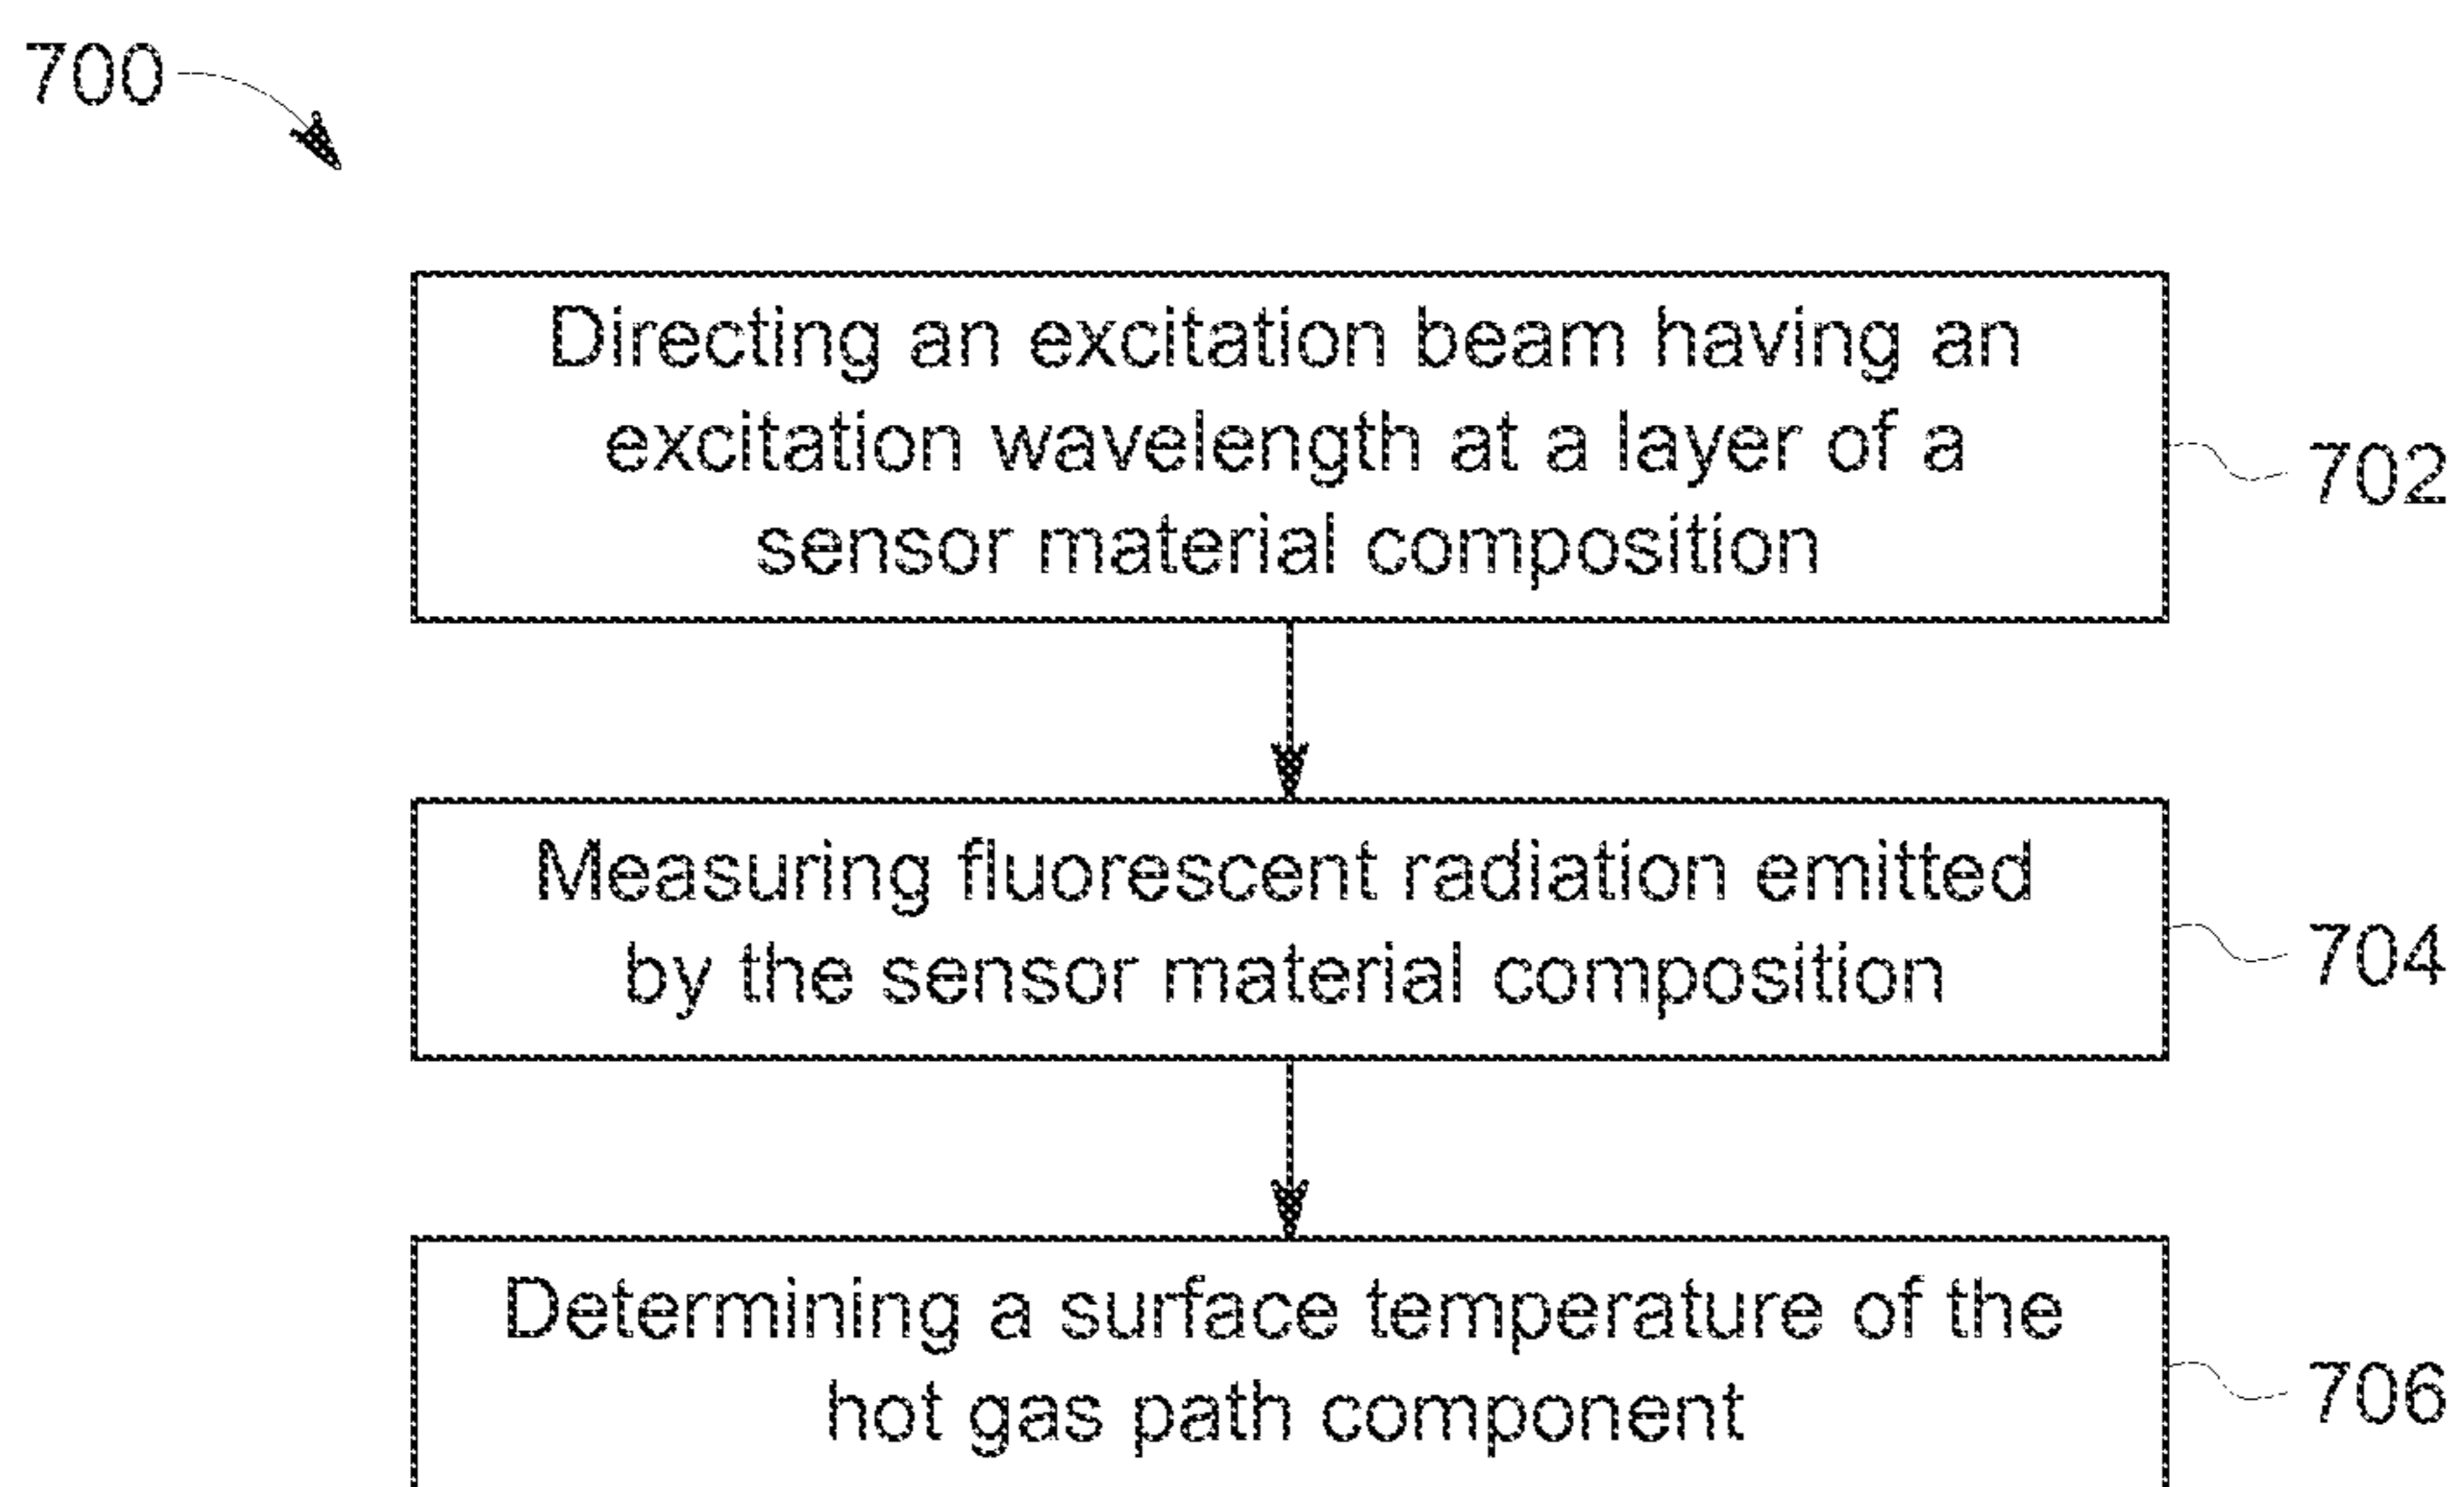 700
Directing an excitation beam having an
excitation wavelength at a layer of a
sensor material composition
702
Measuring fluorescent radiation emitted
by the sensor material composition
704
Determining a surface temperature of the
hot gas path component
706